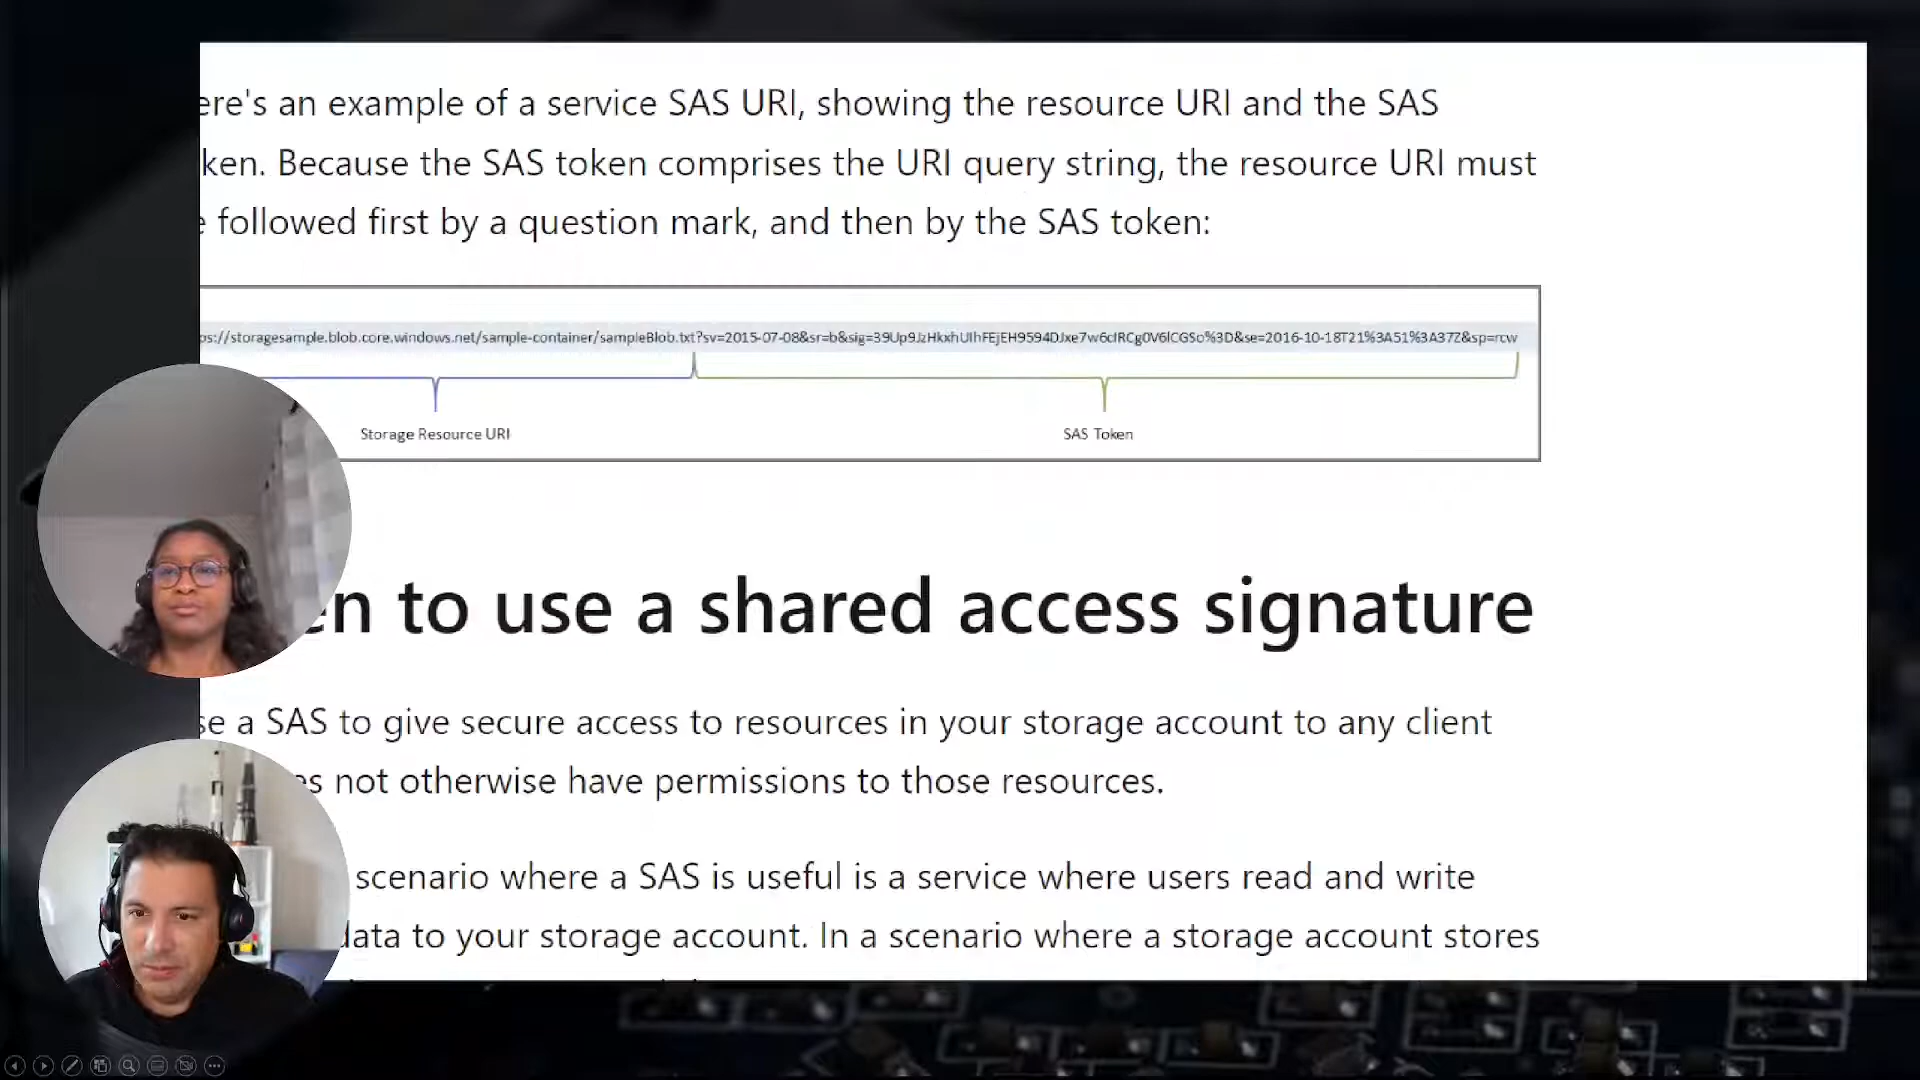 ere's an example of a service SAS URI, showing the resource URI and the SAS
ken. Because the SAS token comprises the URI query string, the resource URI must
e followed first by a question mark, and then by the SAS token:
ps://storagesample.blob.core.windows.net/sample-container/sampleBlob.txt?sv=2015-07-08&sr=b&sig=39Up9JzHkxhUIhFEjEH9594DJxe7w6cIRCg0V6lCGSo%3D&se=2016-10-18T21%3A51%3A37Z&sp=rcw
Storage Resource URI
SAS Token
en to use a shared access signature
se a SAS to give secure access to resources in your storage account to any client
es not otherwise have permissions to those resources.
scenario where a SAS is useful is a service where users read and write
data to your storage account. In a scenario where a storage account stores